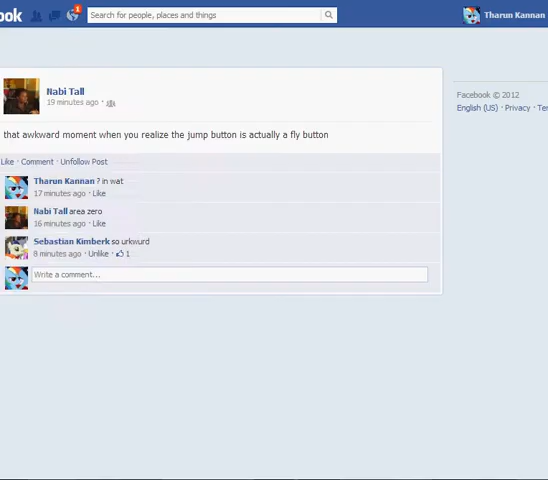 ook 1 Search for people, places and things Tharun Kannan
Nabi Tall
19 minutes ago ·
that awkward moment when you realize the jump button is actually a fly button
Like · Comment · Unfollow Post
Tharun Kannan ? in wat
17 minutes ago · Like
Nabi Tall area zero
16 minutes ago · Like
Sebastian Kimberk so urkwurd
8 minutes ago · Unlike · 1
Write a comment...
Facebook © 2012
English (US) · Privacy · Ter